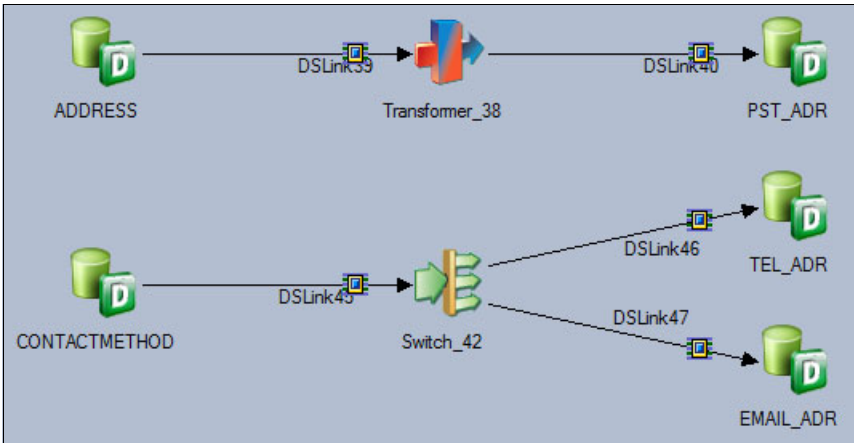 DSLink39
DSLink40
ADDRESS
Transformer_38
PST_ADR
DSLink46
TEL_ADR
DSLink45
DSLink47
CONTACTMETHOD
Switch_42
EMAIL_ADR
D
D
D
D
D